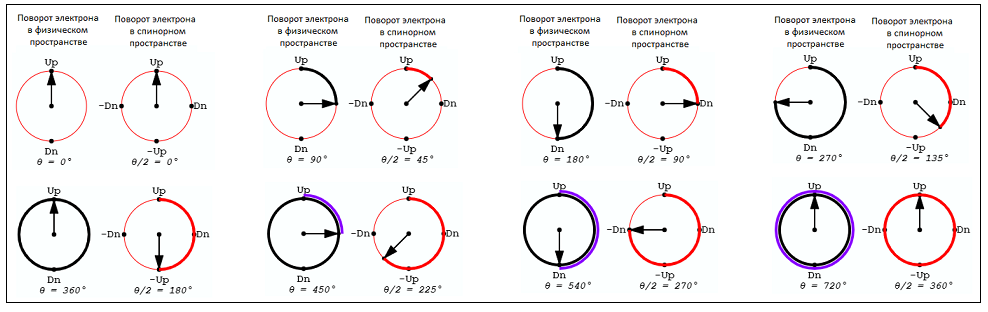 Поворот электрона
в физическом
пространстве
Поворот электрона
в спинорном
пространстве
Поворот электрона
в физическом
пространстве
Поворот электрона
в спинорном
пространстве
Поворот электрона
в физическом
пространстве
Поворот электрона
в спинорном
пространстве
Поворот электрона
в физическом
пространстве
Поворот электрона
в спинорном
пространстве
Up
Dn
θ = 0°
Up
-Dn
Dn
-Up
θ/2 = 0°
Up
Dn
θ = 90°
Up
-Dn
Dn
-Up
θ/2 = 45°
Up
Dn
θ = 180°
Up
-Dn
Dn
-Up
θ/2 = 90°
Up
Dn
θ = 270°
Up
-Dn
Dn
-Up
θ/2 = 135°
Up
Dn
θ = 360°
Up
-Dn
Dn
-Up
θ/2 = 180°
Up
Dn
θ = 450°
Up
-Dn
Dn
-Up
θ/2 = 225°
Up
Dn
θ = 540°
Up
-Dn
Dn
-Up
θ/2 = 270°
Up
Dn
θ = 720°
Up
-Dn
Dn
-Up
θ/2 = 360°